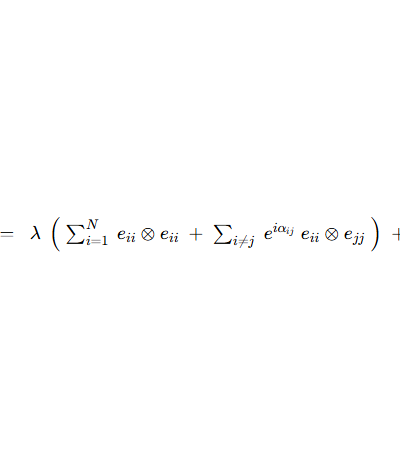 = λ ( ∑_{i=1}^{N} e_{ii} ⊗ e_{ii} + ∑_{i≠j} e^{iα_{ij}} e_{ii} ⊗ e_{jj} ) +